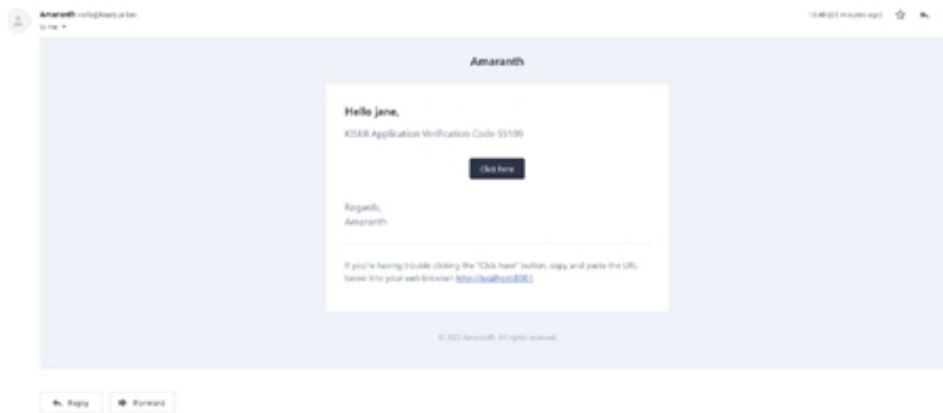 Amaranth
to me
Amaranth
Hello jane,
Application Verification Code
Click here
Regards,
Amaranth
If you're having trouble clicking the "Click here" button, copy and paste the URL
below into your web browser:
Amaranth. All rights reserved.
Reply Forward